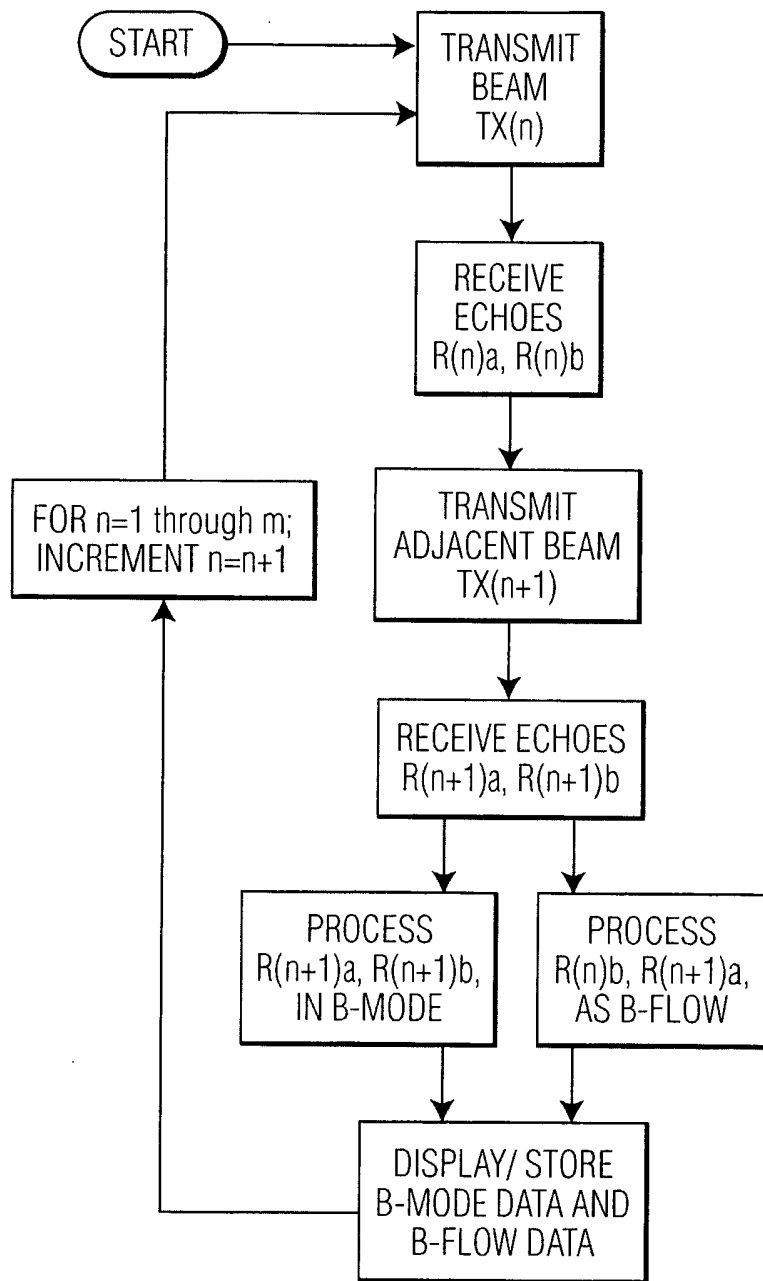 START
TRANSMIT
BEAM
TX(n)
RECEIVE
ECHOES
R(n)a, R(n)b
TRANSMIT
ADJACENT BEAM
TX(n+1)
FOR n=1 through m;
INCREMENT n=n+1
RECEIVE ECHOES
R(n+1)a, R(n+1)b
PROCESS
R(n+1)a, R(n+1)b,
IN B-MODE
PROCESS
R(n)b, R(n+1)a,
AS B-FLOW
DISPLAY/ STORE
B-MODE DATA AND
B-FLOW DATA